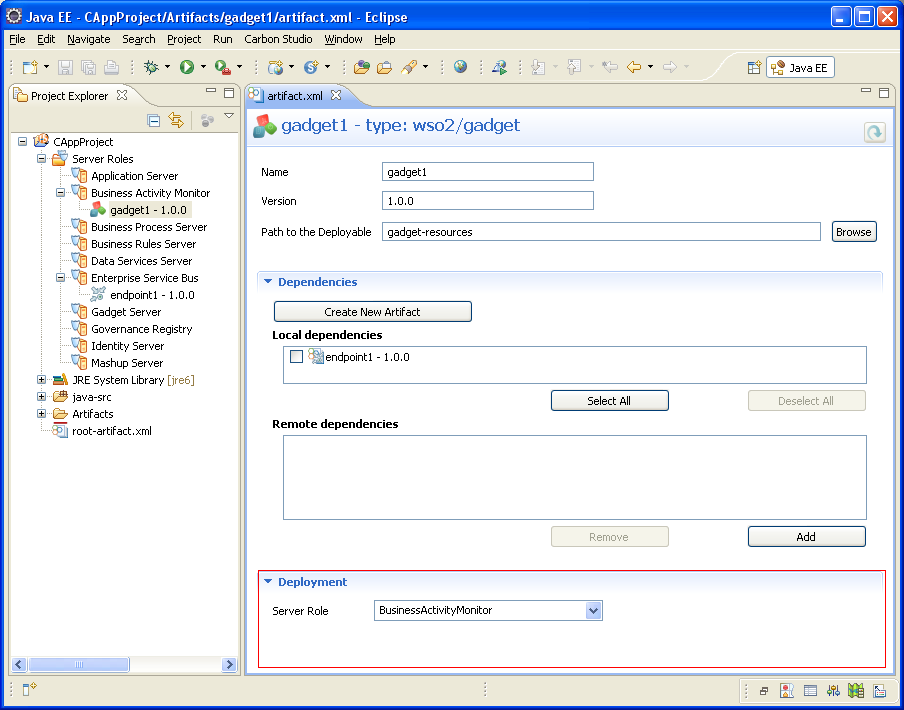 Java EE - CAppProject/Artifacts/gadget1/artifact.xml - Eclipse
File Edit Navigate Search Project Run Carbon Studio Window Help
Java EE
Project Explorer
CAppProject
Server Roles
Application Server
Business Activity Monitor
gadget1 - 1.0.0
Business Process Server
Business Rules Server
Data Services Server
Enterprise Service Bus
endpoint1 - 1.0.0
Gadget Server
Governance Registry
Identity Server
Mashup Server
JRE System Library [jre6]
java-src
Artifacts
root-artifact.xml
artifact.xml
gadget1 - type: wso2/gadget
Name gadget1
Version 1.0.0
Path to the Deployable gadget-resources Browse
Dependencies
Create New Artifact
Local dependencies
endpoint1 - 1.0.0
Select All Deselect All
Remote dependencies
Remove Add
Deployment
Server Role BusinessActivityMonitor